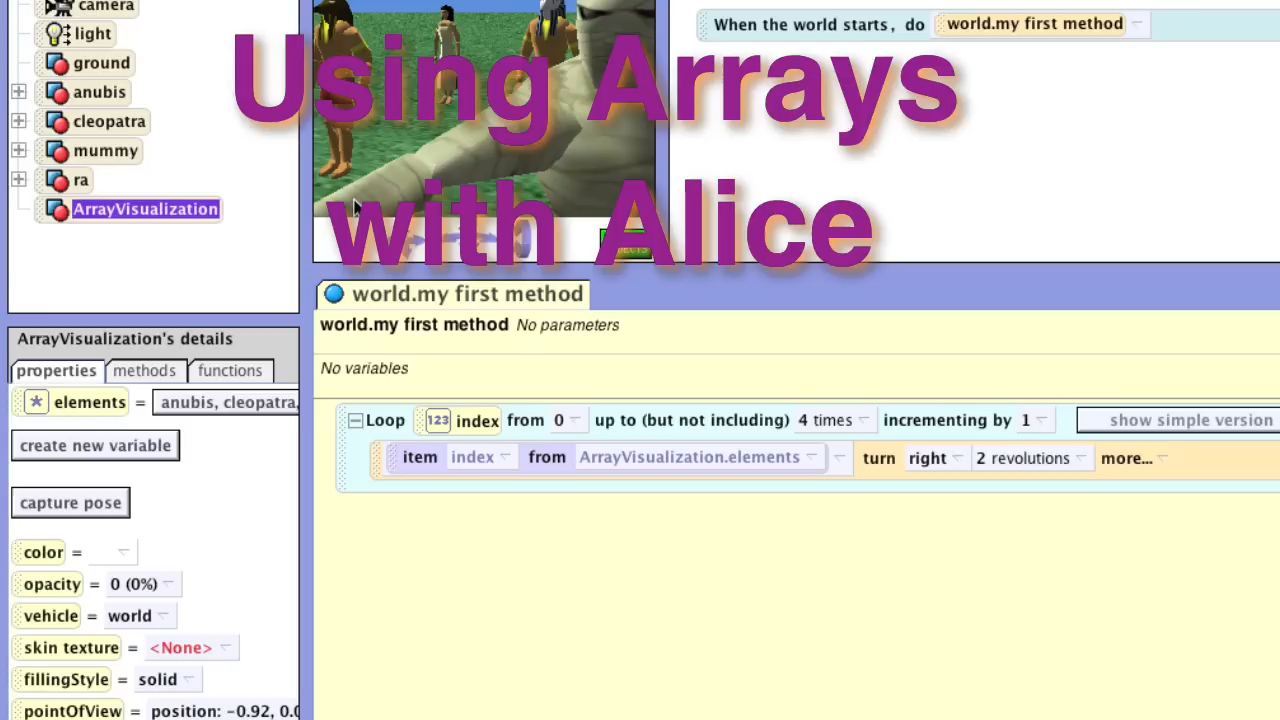 camera
light
ground
anubis
cleopatra
mummy
ra
ArrayVisualization
When the world starts, do world.my first method
Using Arrays
with Alice
ArrayVisualization's details
properties methods functions
elements = anubis, cleopatra,
create new variable
capture pose
color =
opacity = 0 (0%)
vehicle = world
skin texture = <None>
fillingStyle = solid
pointOfView = position: -0.92, 0.0
world.my first method
world.my first method No parameters
No variables
Loop 123 index from 0 up to (but not including) 4 times incrementing by 1 show simple version
item index from ArrayVisualization.elements turn right 2 revolutions more...